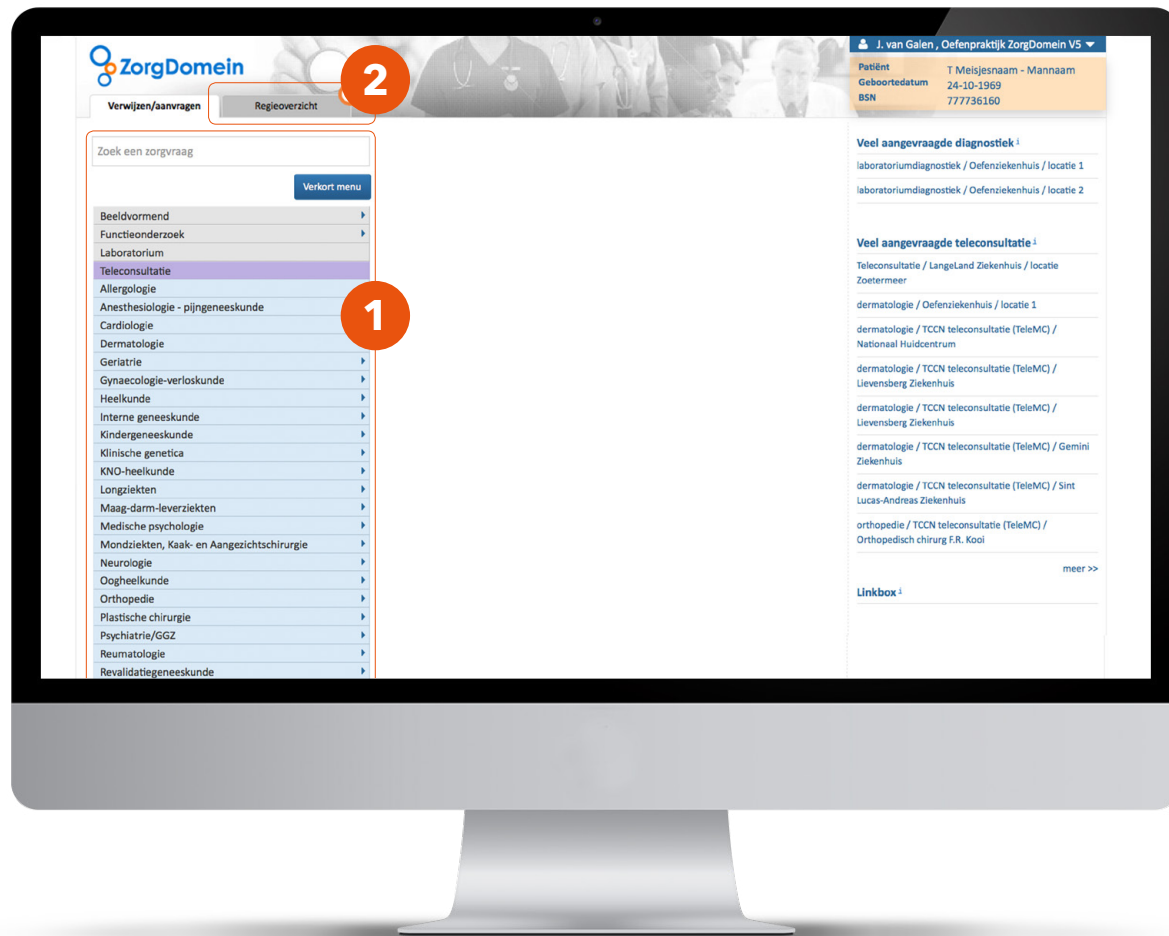 ZorgDomein
Verwijzen/aanvragen
Regieoverzicht
2
J. van Galen , Oefenpraktijk ZorgDomein V5
Patiënt T Meisjesnaam - Mannaam
Geboortedatum 24-10-1969
BSN 777736160
Zoek een zorgvraag
Verkort menu
Beeldvormend
Functieonderzoek
Laboratorium
Teleconsultatie
Allergologie
Anesthesiologie - pijngeneeskunde
1
Cardiologie
Dermatologie
Geriatrie
Gynaecologie-verloskunde
Heelkunde
Interne geneeskunde
Kindergeneeskunde
Klinische genetica
KNO-heelkunde
Longziekten
Maag-darm-leverziekten
Medische psychologie
Mondziekten, Kaak- en Aangezichtschirurgie
Neurologie
Oogheelkunde
Orthopedie
Plastische chirurgie
Psychiatrie/GGZ
Reumatologie
Revalidatiegeneeskunde
Veel aangevraagde diagnostiek i
laboratoriumdiagnostiek / Oefenziekenhuis / locatie 1
laboratoriumdiagnostiek / Oefenziekenhuis / locatie 2
Veel aangevraagde teleconsultatie i
Teleconsultatie / LangeLand Ziekenhuis / locatie
Zoetermeer
dermatologie / Oefenziekenhuis / locatie 1
dermatologie / TCCN teleconsultatie (TeleMC) /
Nationaal Huidcentrum
dermatologie / TCCN teleconsultatie (TeleMC) /
Lievensberg Ziekenhuis
dermatologie / TCCN teleconsultatie (TeleMC) /
Lievensberg Ziekenhuis
dermatologie / TCCN teleconsultatie (TeleMC) / Gemini
Ziekenhuis
dermatologie / TCCN teleconsultatie (TeleMC) / Sint
Lucas-Andreas Ziekenhuis
orthopedie / TCCN teleconsultatie (TeleMC) /
Orthopedisch chirurg F.R. Kooi
meer >>
Linkbox i